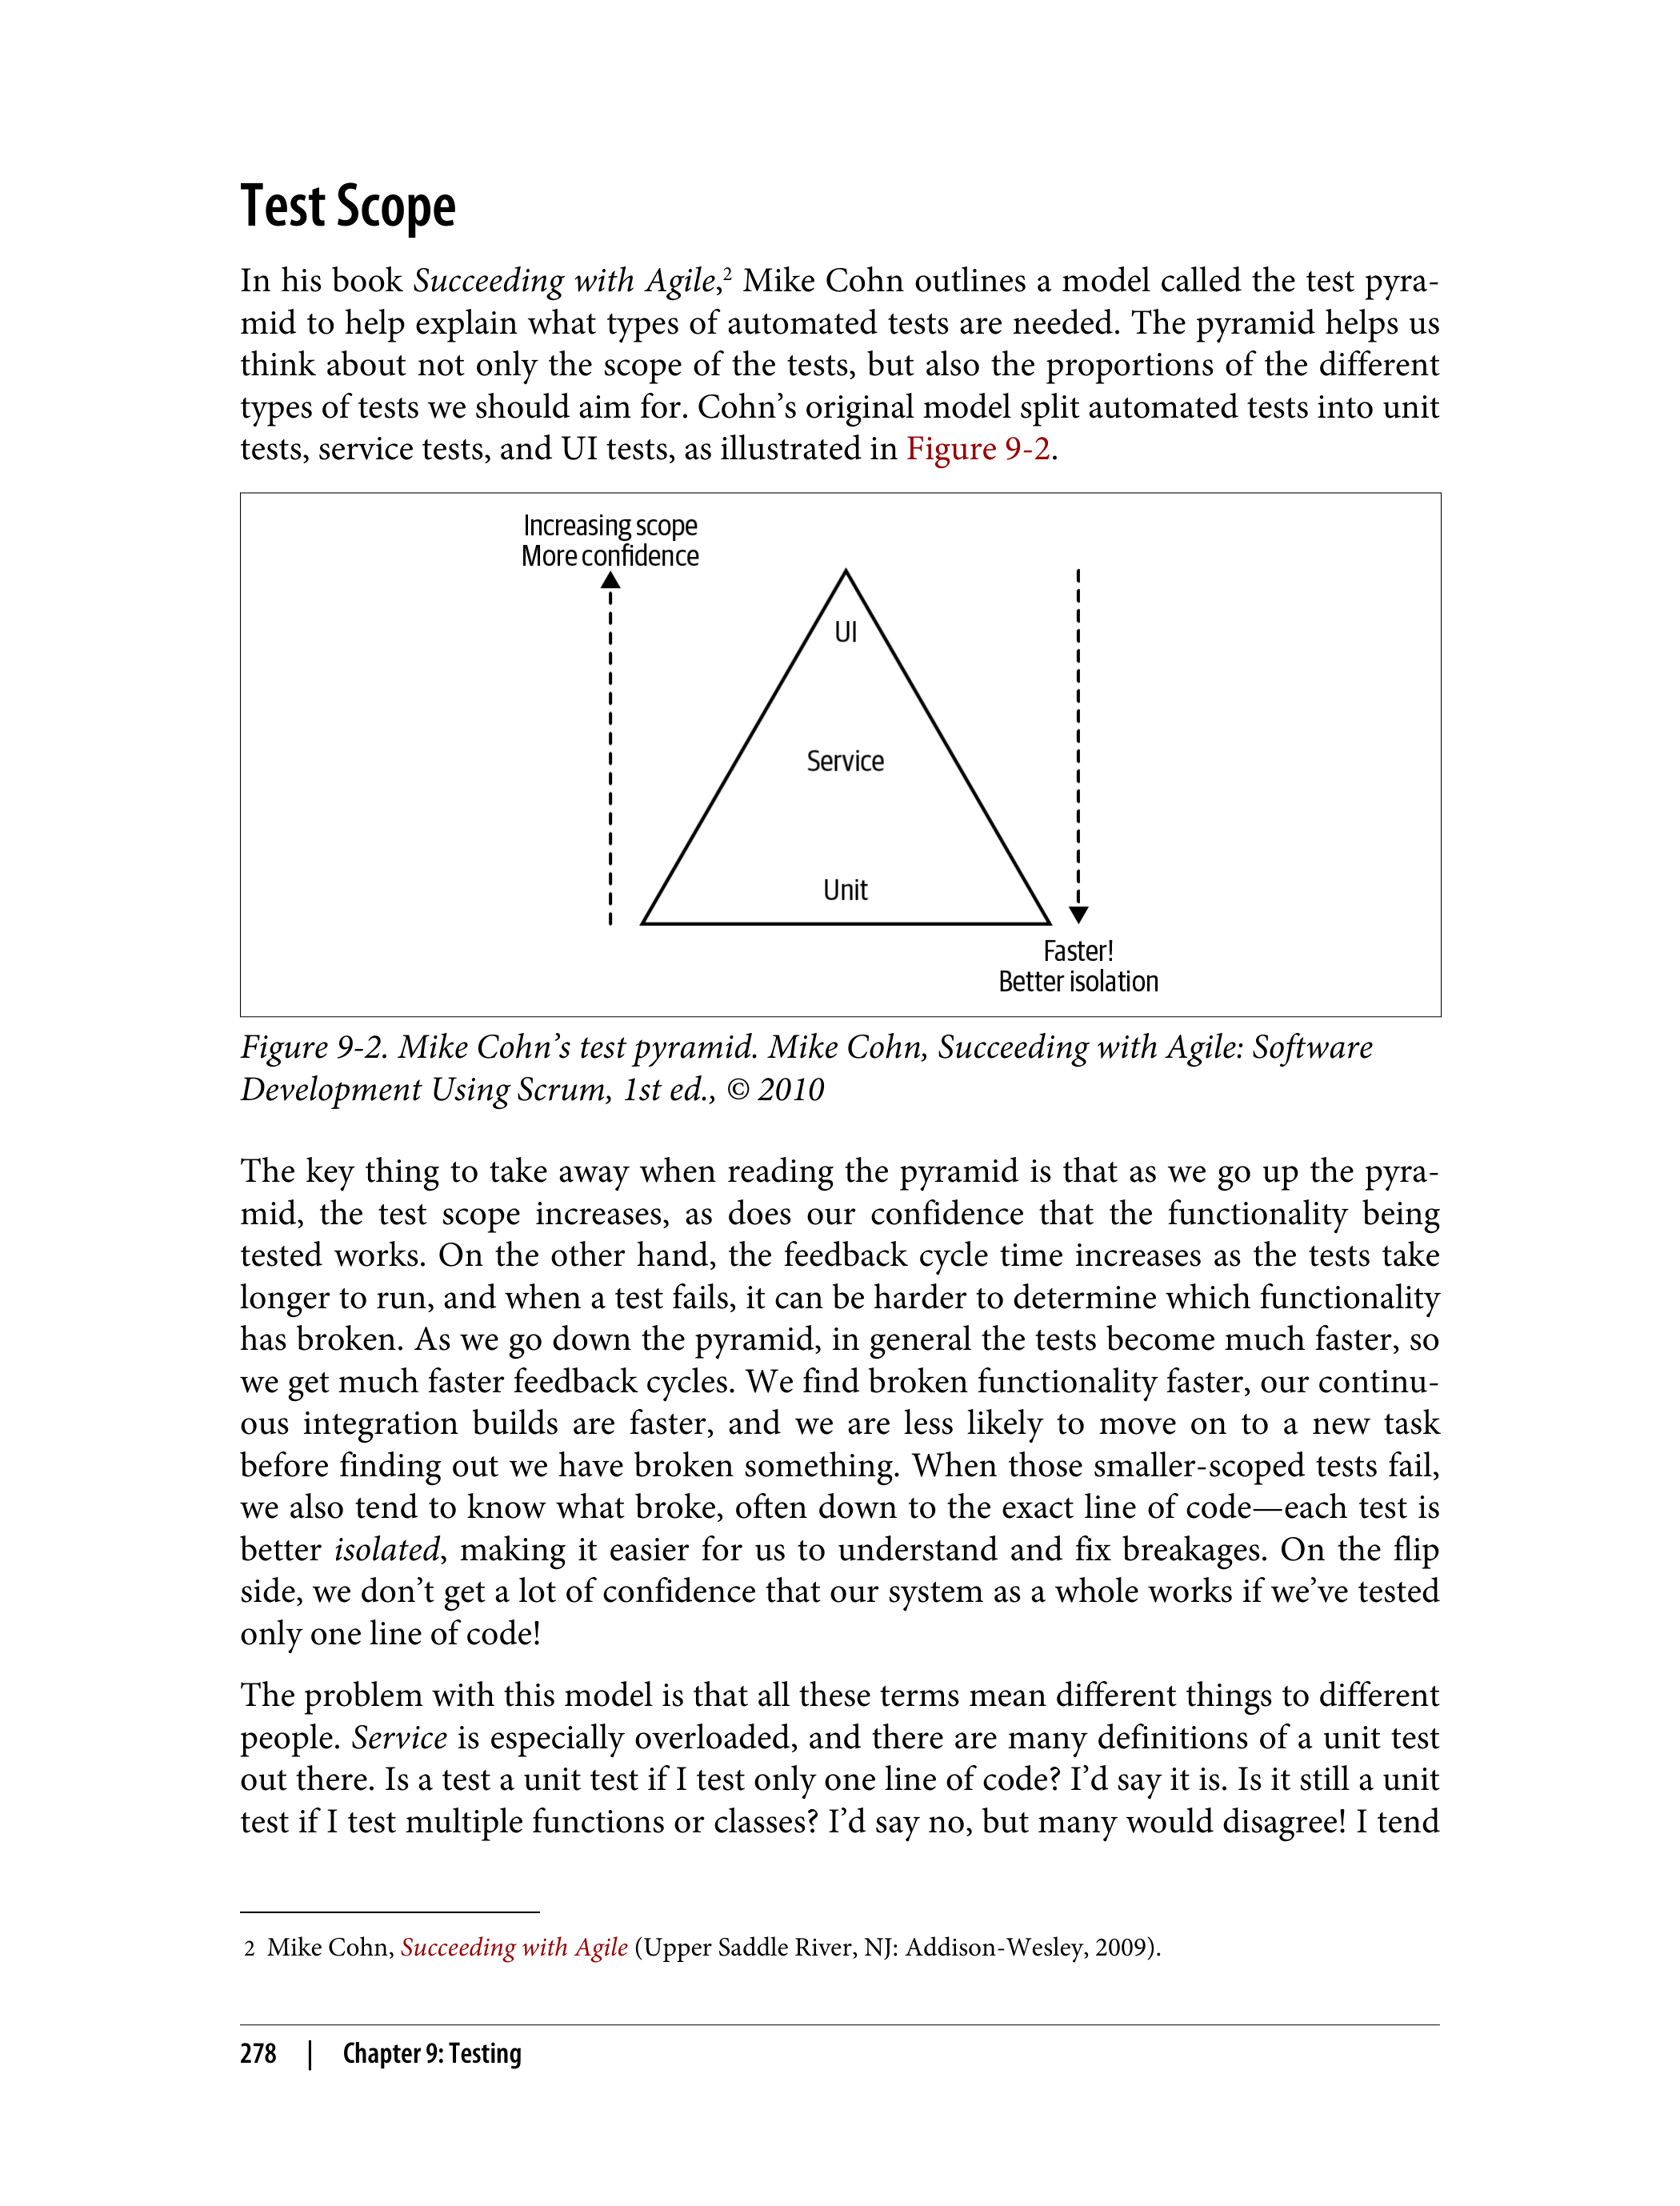 Test Scope
In his book Succeeding with Agile,2 Mike Cohn outlines a model called the test pyra-
mid to help explain what types of automated tests are needed. The pyramid helps us
think about not only the scope of the tests, but also the proportions of the different
types of tests we should aim for. Cohn’s original model split automated tests into unit
tests, service tests, and UI tests, as illustrated in Figure 9-2.
Increasing scope
More confidence
UI
Service
Unit
Faster!
Better isolation
Figure 9-2. Mike Cohn’s test pyramid. Mike Cohn, Succeeding with Agile: Software
Development Using Scrum, 1st ed., © 2010
The key thing to take away when reading the pyramid is that as we go up the pyra-
mid, the test scope increases, as does our confidence that the functionality being
tested works. On the other hand, the feedback cycle time increases as the tests take
longer to run, and when a test fails, it can be harder to determine which functionality
has broken. As we go down the pyramid, in general the tests become much faster, so
we get much faster feedback cycles. We find broken functionality faster, our continu-
ous integration builds are faster, and we are less likely to move on to a new task
before finding out we have broken something. When those smaller-scoped tests fail,
we also tend to know what broke, often down to the exact line of code—each test is
better isolated, making it easier for us to understand and fix breakages. On the flip
side, we don’t get a lot of confidence that our system as a whole works if we’ve tested
only one line of code!
The problem with this model is that all these terms mean different things to different
people. Service is especially overloaded, and there are many definitions of a unit test
out there. Is a test a unit test if I test only one line of code? I’d say it is. Is it still a unit
test if I test multiple functions or classes? I’d say no, but many would disagree! I tend
2 Mike Cohn, Succeeding with Agile (Upper Saddle River, NJ: Addison-Wesley, 2009).
278 | Chapter 9: Testing